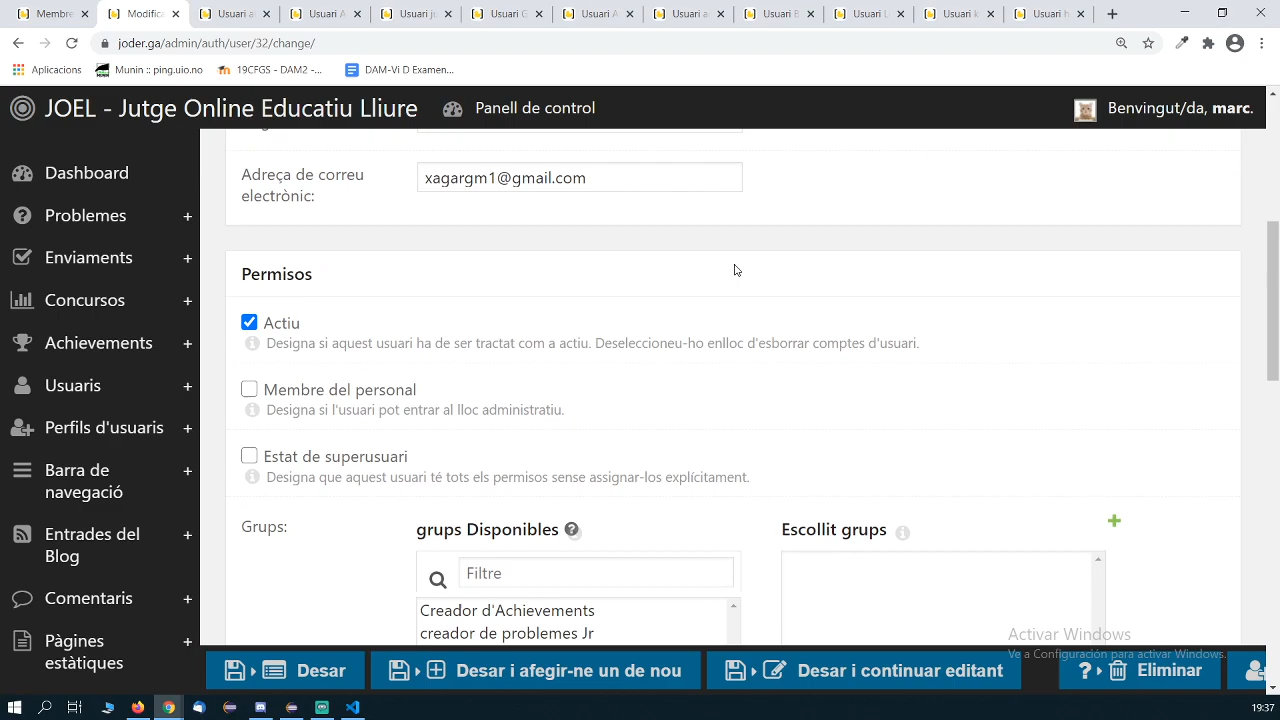 Membre
Modifica
Usuari al
Usuari A
Usuari ju
Usuari G
Usuari A
Usuari a
Usuari B
Usuari L
Usuari k
Usuari h
joder.ga/admin/auth/user/32/change/
Aplicacions
Munin :: ping.uio.no
19CFGS - DAM2 -...
DAM-Vi D Examen...
JOEL - Jutge Online Educatiu Lliure
Panell de control
Benvingut/da, marc.
Dashboard
Problemes +
Enviaments +
Concursos +
Achievements +
Usuaris +
Perfils d'usuaris +
Barra de +
navegació
Entrades del +
Blog
Comentaris +
Pàgines +
estàtiques
Adreça de correu
electrònic:
xagargm1@gmail.com
Permisos
Actiu
Designa si aquest usuari ha de ser tractat com a actiu. Deseleccioneu-ho enlloc d'esborrar comptes d'usuari.
Membre del personal
Designa si l'usuari pot entrar al lloc administratiu.
Estat de superusuari
Designa que aquest usuari té tots els permisos sense assignar-los explícitament.
Grups:
grups Disponibles
Filtre
Creador d'Achievements
creador de problemes Jr
Escollit grups
Activar Windows
Ve a Configuración para activar Windows.
Desar
Desar i afegir-ne un de nou
Desar i continuar editant
Eliminar
19:37